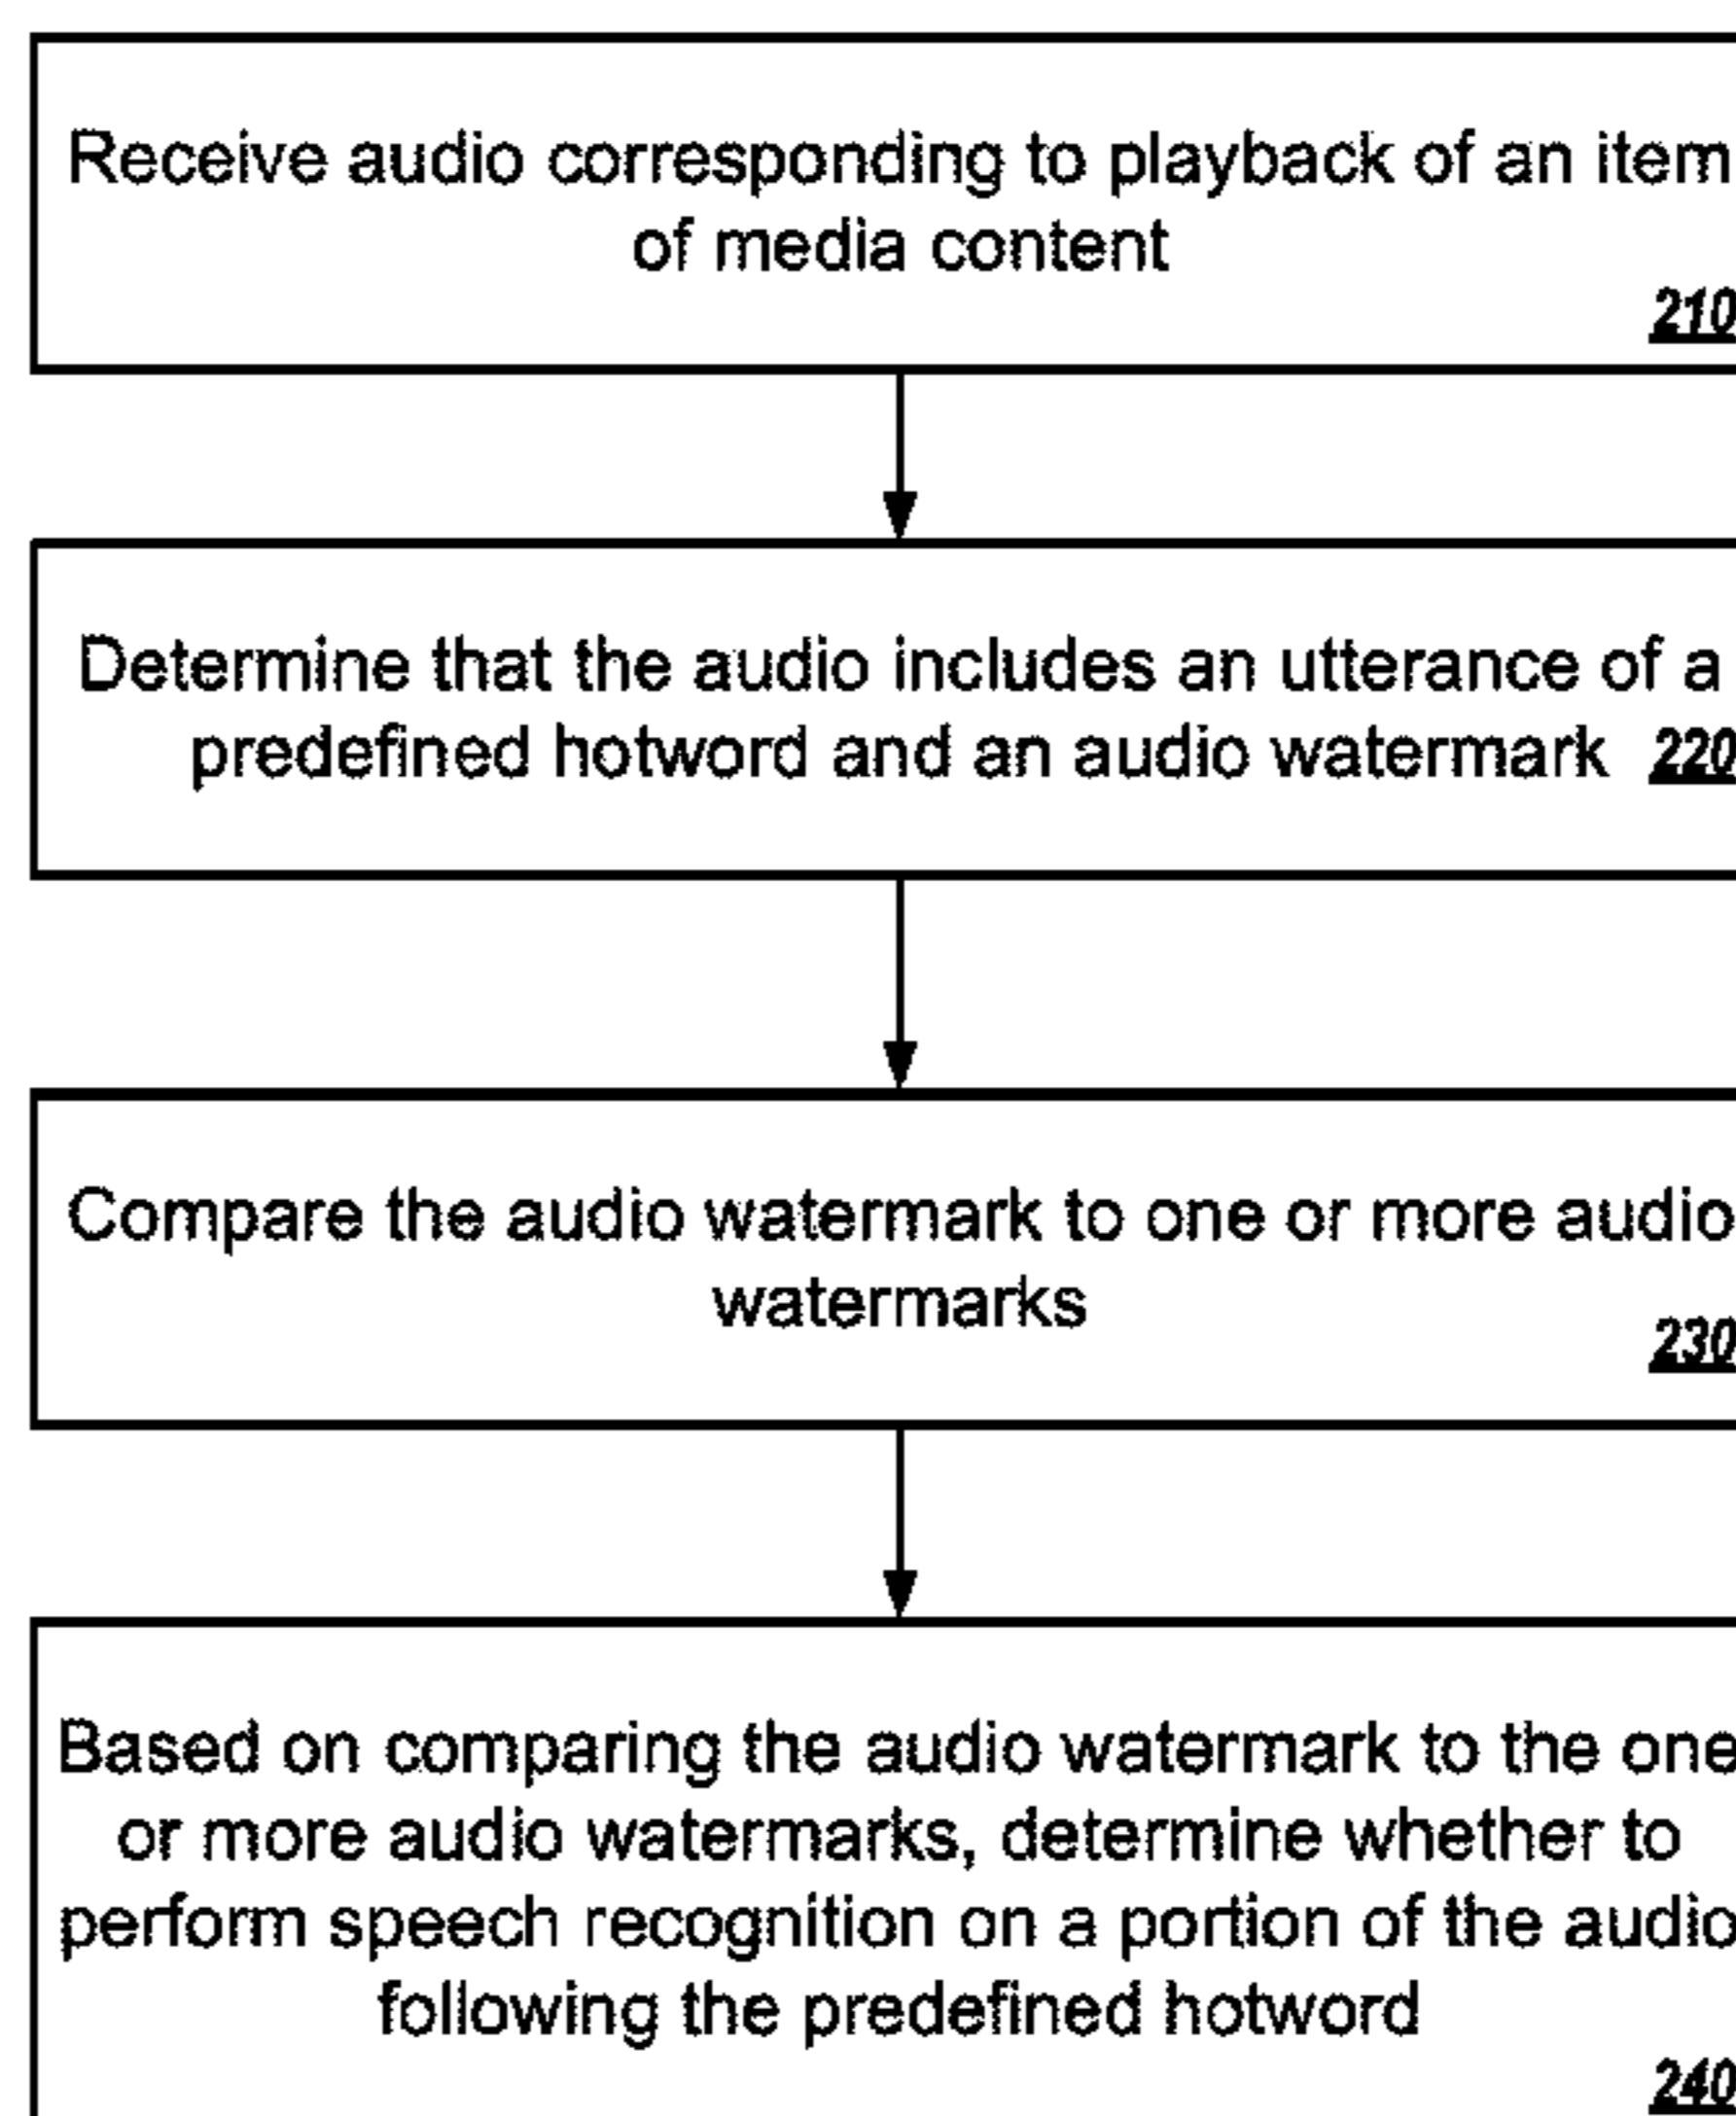 Receive audio corresponding to playback of an item
of media content
210
Determine that the audio includes an utterance of a
predefined hotword and an audio watermark 220
Compare the audio watermark to one or more audio
watermarks
230
Based on comparing the audio watermark to the one
or more audio watermarks, determine whether to
perform speech recognition on a portion of the audio
following the predefined hotword
240